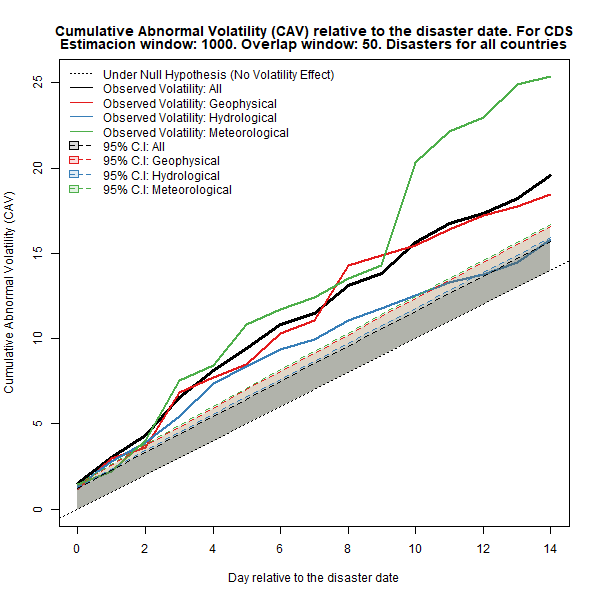 Cumulative Abnormal Volatility (CAV) relative to the disaster date. For CDS
Estimacion window: 1000. Overlap window: 50. Disasters for all countries
Under Null Hypothesis (No Volatility Effect)
Observed Volatility: All
Observed Volatility: Geophysical
Observed Volatility: Hydrological
Observed Volatility: Meteorological
95% C.I: All
95% C.I: Geophysical
95% C.I: Hydrological
95% C.I: Meteorological
Cumulative Abnormal Volatility (CAV)
25
20
15
10
5
0
0 2 4 6 8 10 12 14
Day relative to the disaster date